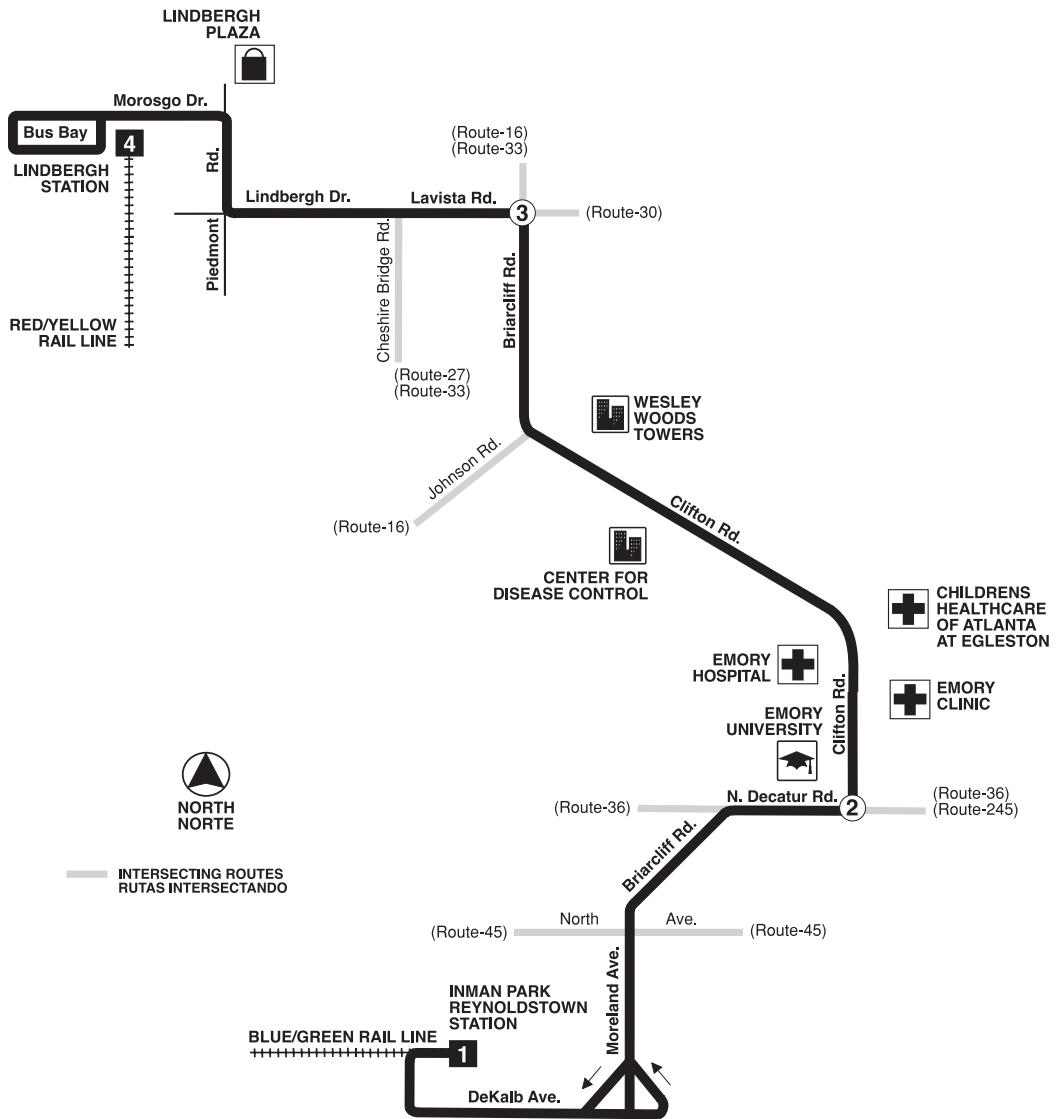 LINDBERGH
PLAZA
Morosgo Dr.
Bus Bay
4
LINDBERGH
STATION
Rd.
Piedmont
RED/YELLOW
RAIL LINE
Lindbergh Dr.
Lavista Rd.
(Route-16)
(Route-33)
3
(Route-30)
Cheshire Bridge Rd.
(Route-27)
(Route-33)
Briarcliff Rd.
WESLEY
WOODS
TOWERS
Johnson Rd.
(Route-16)
Clifton Rd.
CENTER FOR
DISEASE CONTROL
CHILDRENS
HEALTHCARE
OF ATLANTA
AT EGLESTON
EMORY
HOSPITAL
EMORY
CLINIC
Clifton Rd.
EMORY
UNIVERSITY
N. Decatur Rd.
2
(Route-36)
(Route-36)
(Route-245)
NORTH
NORTE
INTERSECTING ROUTES
RUTAS INTERSECTANDO
Briarcliff Rd.
North Ave.
(Route-45)
(Route-45)
Moreland Ave.
INMAN PARK
REYNOLDSTOWN
STATION
BLUE/GREEN RAIL LINE
1
DeKalb Ave.